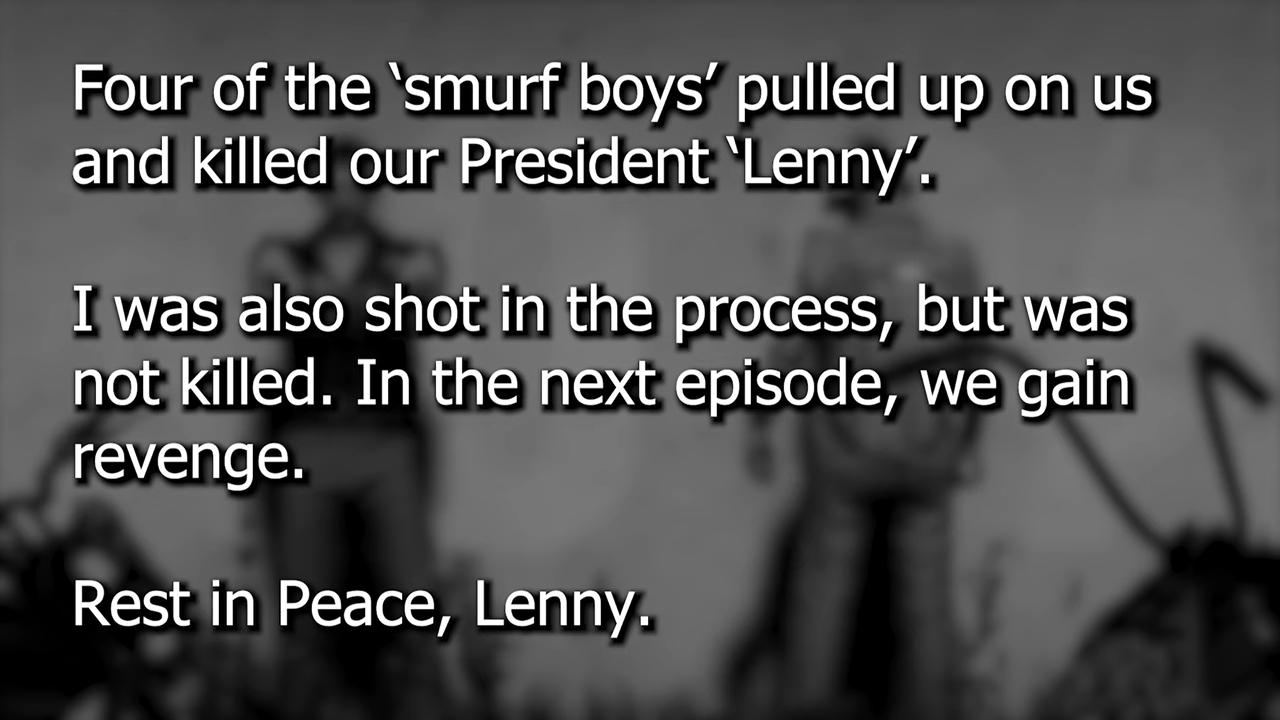 Four of the ‘smurf boys’ pulled up on us
and killed our President ‘Lenny’.
I was also shot in the process, but was
not killed. In the next episode, we gain
revenge.
Rest in Peace, Lenny.